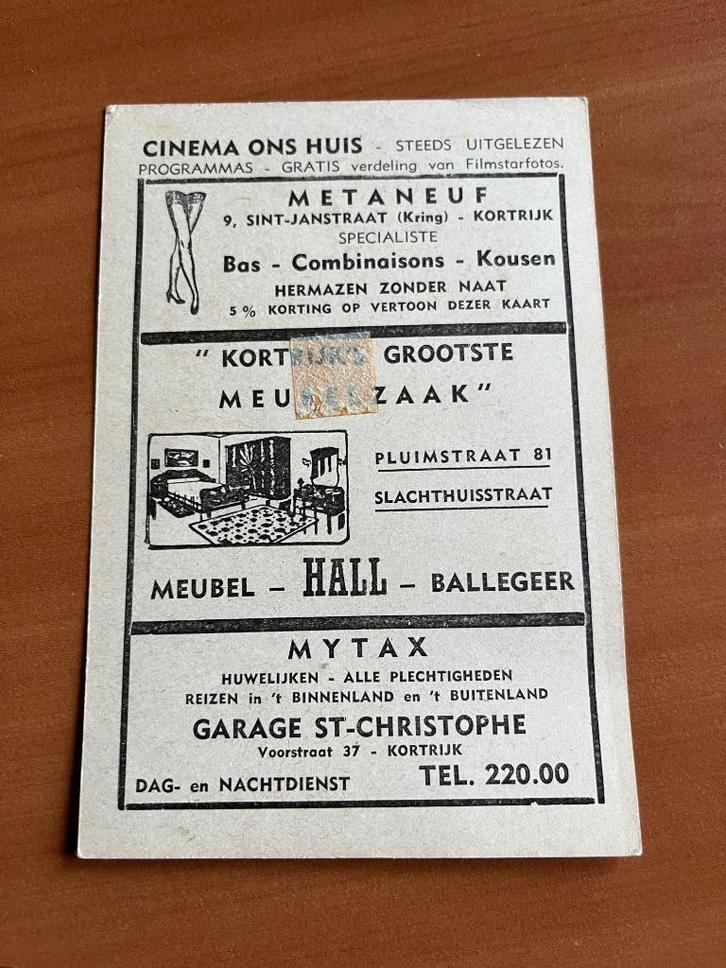 CINEMA ONS HUIS - STEEDS UITGELEZEN
PROGRAMMAS - GRATIS verdeling van Filmstarfotos.
METANEUF
9, SINT-JANSTRAAT (Kring) - KORTRIJK
SPECIALISTE
Bas - Combinaisons - Kousen
HERMAZEN ZONDER NAAT
5 % KORTING OP VERTOON DEZER KAART
" KORTRIJK'S GROOTSTE
MEUBELZAAK"
PLUIMSTRAAT 81
SLACHTHUISSTRAAT
MEUBEL - HALL - BALLEGEER
MYTAX
HUWELIJKEN - ALLE PLECHTIGHEDEN
REIZEN in 't BINNENLAND en 't BUITENLAND
GARAGE ST-CHRISTOPHE
Voorstraat 37 - KORTRIJK
DAG- en NACHTDIENST TEL. 220.00